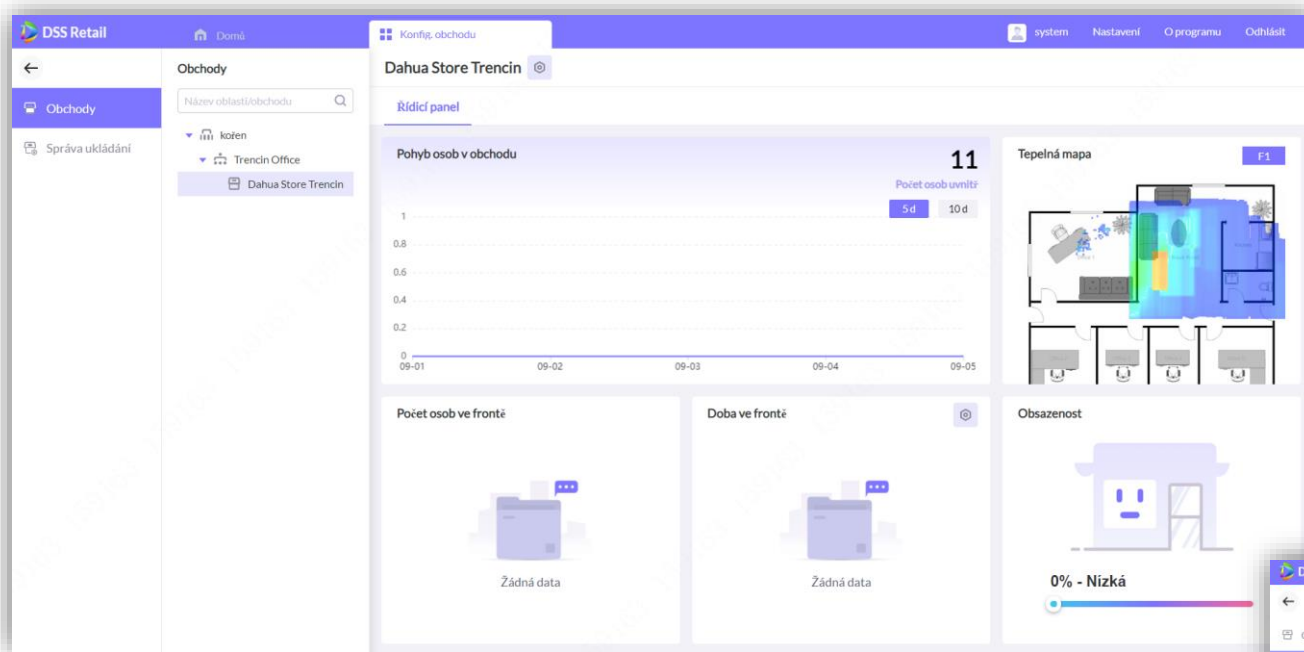 DSS Retail
Domů
Konfig. obchodu
system
Nastavení
O programu
Odhlásit
Obchody
Správa ukládání
Obchody
Název oblasti/obchodu
kořen
Trencin Office
Dahua Store Trencin
Dahua Store Trencin
Řídicí panel
Pohyb osob v obchodu
11
Počet osob uvnitř
5 d
10 d
1
0.8
0.6
0.4
0.2
0
09-01
09-02
09-03
09-04
09-05
Tepelná mapa
F1
Počet osob ve frontě
Žádná data
Doba ve frontě
Žádná data
Obsazenost
0% - Nízká